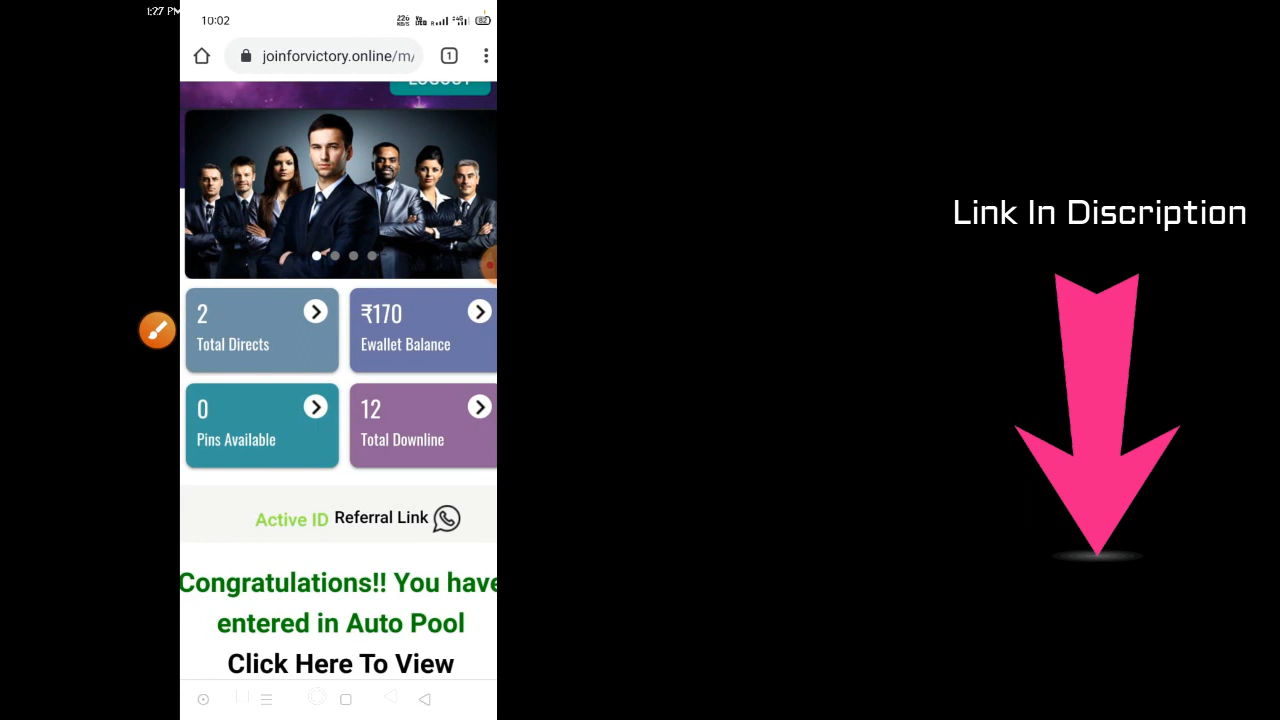 1:27 PM
10:02
joinforvictory.online/m/
1
2
Total Directs
₹170
Ewallet Balance
0
Pins Available
12
Total Downline
Active ID Referral Link
Congratulations!! You have
entered in Auto Pool
Click Here To View
Link In Discription